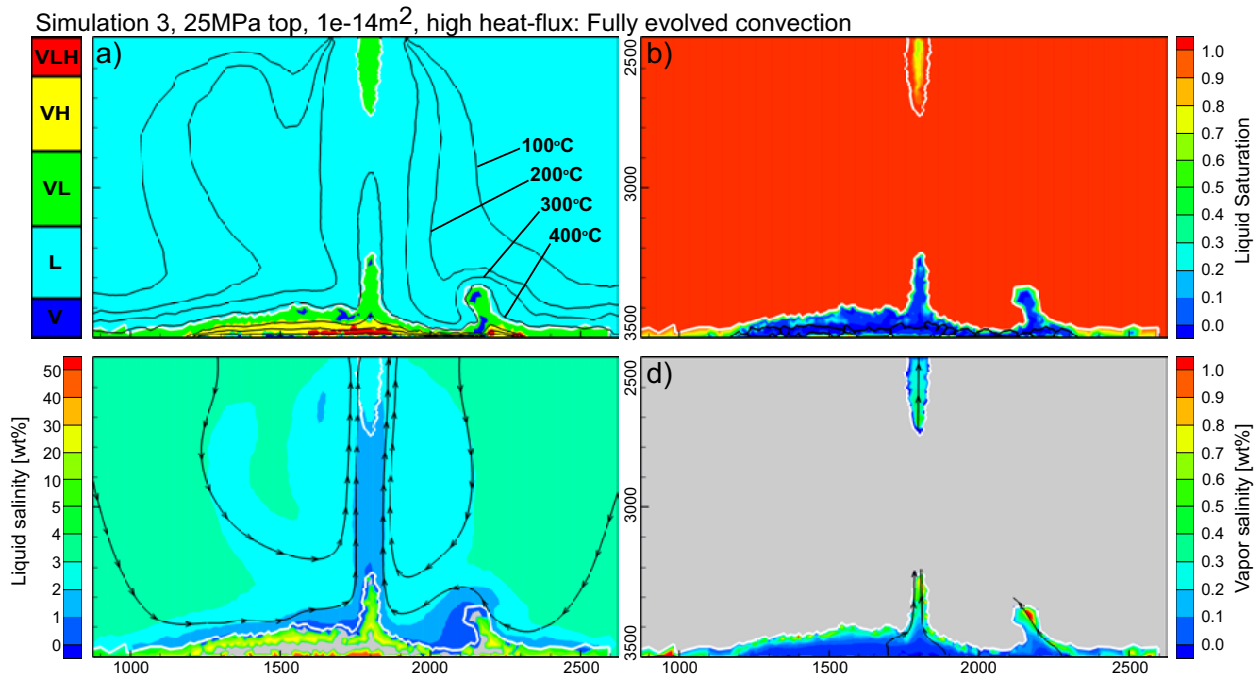 Simulation 3, 25MPa top, 1e-14m², high heat-flux: Fully evolved convection
VLH
VH
VL
L
V
a)
100°C
200°C
300°C
400°C
2500
3000
3500
b)
1.0
0.9
0.8
0.7
0.6
0.5
0.4
0.3
0.2
0.1
0.0
Liquid Saturation
Liquid salinity [wt%]
50
40
30
20
10
5
4
3
2
1
0
1000
1500
2000
2500
2500
3000
3500
d)
1000
1500
2000
2500
1.0
0.9
0.8
0.7
0.6
0.5
0.4
0.3
0.2
0.1
0.0
Vapor salinity [wt%]